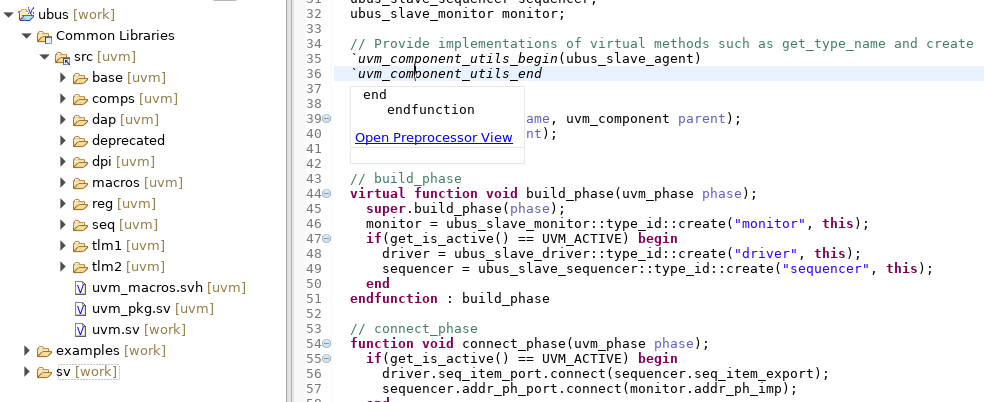 ubus [work]
Common Libraries
src [uvm]
base [uvm]
comps [uvm]
dap [uvm]
deprecated
dpi [uvm]
macros [uvm]
reg [uvm]
seq [uvm]
tlm1 [uvm]
tlm2 [uvm]
uvm_macros.svh [uvm]
uvm_pkg.sv [uvm]
uvm.sv [work]
examples [work]
sv [work]
31 ubus_slave_sequencer sequencer;
32 ubus_slave_monitor monitor;
33
34 // Provide implementations of virtual methods such as get_type_name and create
35 `uvm_component_utils_begin(ubus_slave_agent)
36 `uvm_component_utils_end
37
38
39 ame, uvm_component parent);
40 nt);
41
42
end
endfunction
Open Preprocessor View
43 // build_phase
44 virtual function void build_phase(uvm_phase phase);
45 super.build_phase(phase);
46 monitor = ubus_slave_monitor::type_id::create("monitor", this);
47 if(get_is_active() == UVM_ACTIVE) begin
48 driver = ubus_slave_driver::type_id::create("driver", this);
49 sequencer = ubus_slave_sequencer::type_id::create("sequencer", this);
50 end
51 endfunction : build_phase
52
53 // connect_phase
54 function void connect_phase(uvm_phase phase);
55 if(get_is_active() == UVM_ACTIVE) begin
56 driver.seq_item_port.connect(sequencer.seq_item_export);
57 sequencer.addr_ph_port.connect(monitor.addr_ph_imp);
58 end